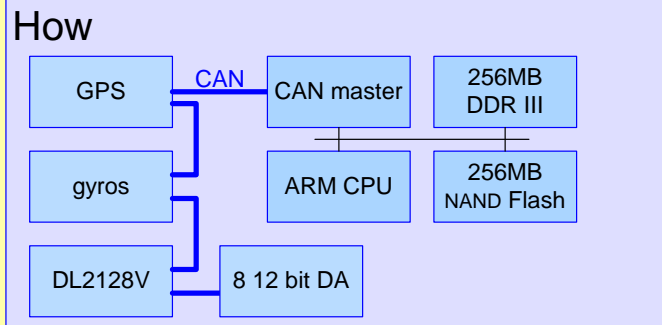 How
GPS
CAN
CAN master
256MB
DDR III
gyros
ARM CPU
256MB
NAND Flash
DL2128V
8 12 bit DA